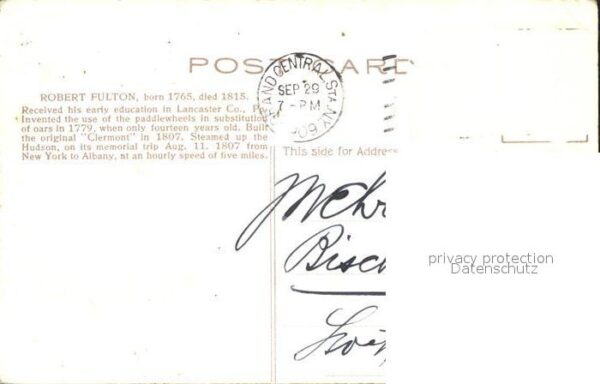 POST CARD
GRAND CENTRAL STA. N.Y.
SEP 29
7-PM
'09
ROBERT FULTON, born 1765, died 1815.
Received his early education in Lancaster Co., Pa.
Invented the use of the paddlewheels in substitution
of oars in 1779, when only fourteen years old. Built
the original "Clermont" in 1807. Steamed up the
Hudson, on its memorial trip Aug. 11. 1807 from
New York to Albany, at an hourly speed of five miles.
This side for Address
privacy protection
Datenschutz